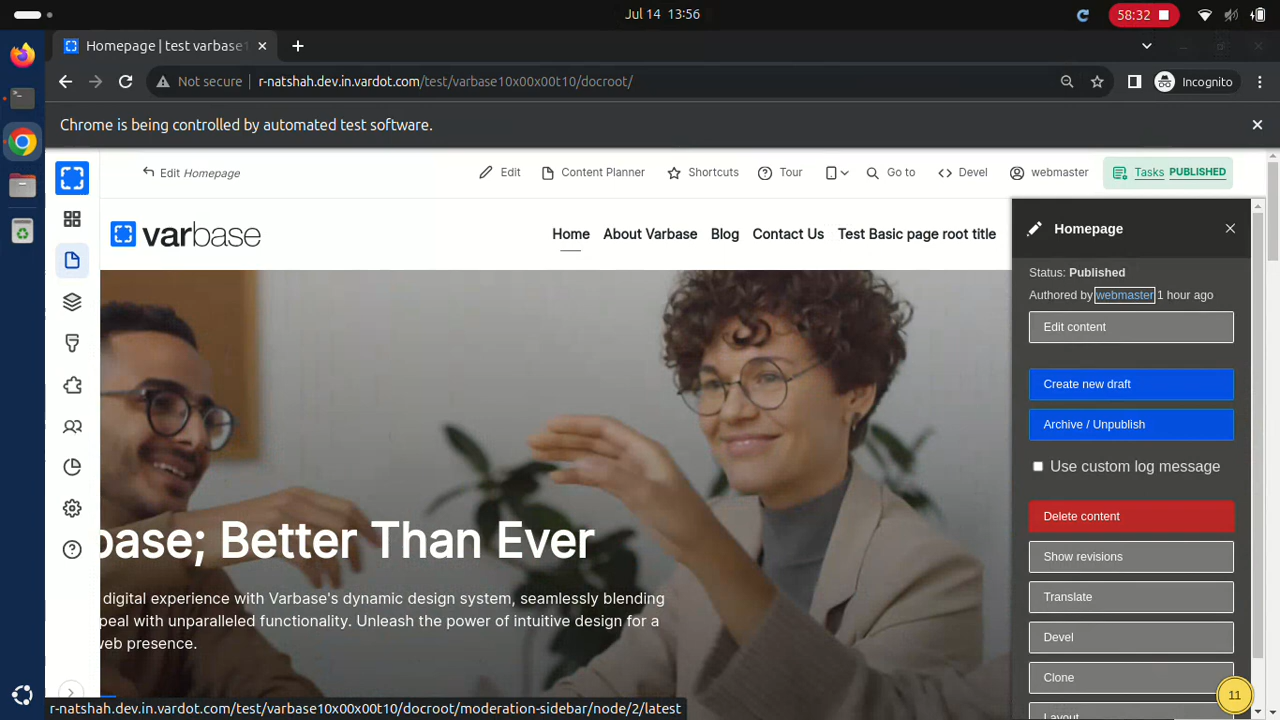 Jul 14 13:56
58:32
Homepage | test varbase1
Not secure
r-natshah.dev.in.vardot.com/test/varbase10x00x00t10/docroot/
Incognito
Chrome is being controlled by automated test software.
Edit Homepage
Edit
Content Planner
Shortcuts
Tour
Go to
Devel
webmaster
Tasks PUBLISHED
varbase
Home
About Varbase
Blog
Contact Us
Test Basic page root title
Homepage
Status: Published
Authored by webmaster 1 hour ago
Edit content
Create new draft
Archive / Unpublish
Use custom log message
Delete content
Show revisions
Translate
Devel
Clone
Layout
11
base; Better Than Ever
digital experience with Varbase's dynamic design system, seamlessly blending
peal with unparalleled functionality. Unleash the power of intuitive design for a
web presence.
r-natshah.dev.in.vardot.com/test/varbase10x00x00t10/docroot/moderation-sidebar/node/2/latest